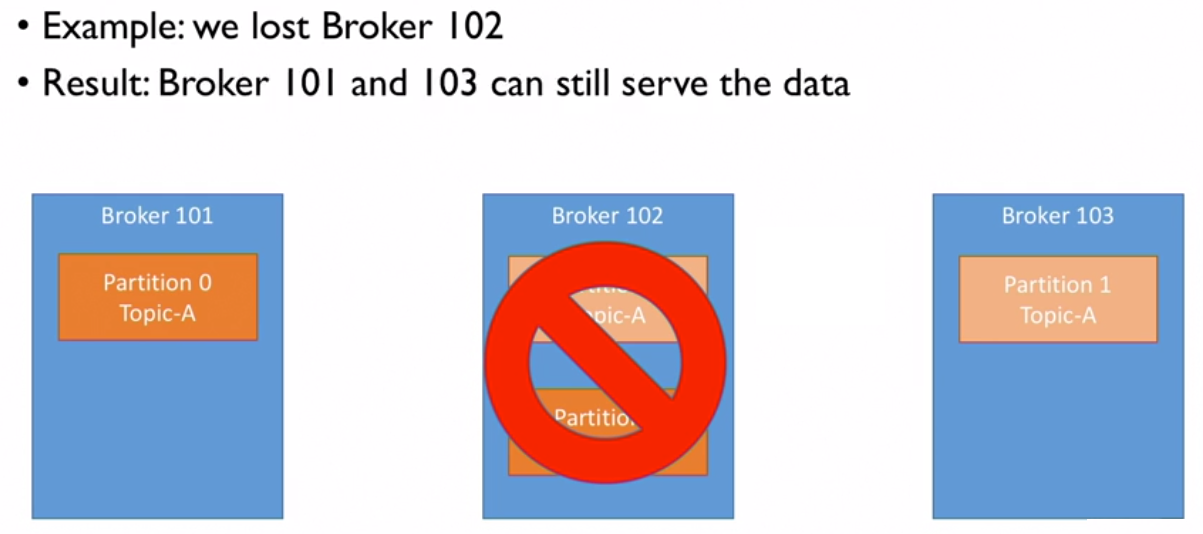 • Example: we lost Broker 102
• Result: Broker 101 and 103 can still serve the data
Broker 101
Partition 0
Topic-A
Broker 102
Broker 103
Partition 1
Topic-A